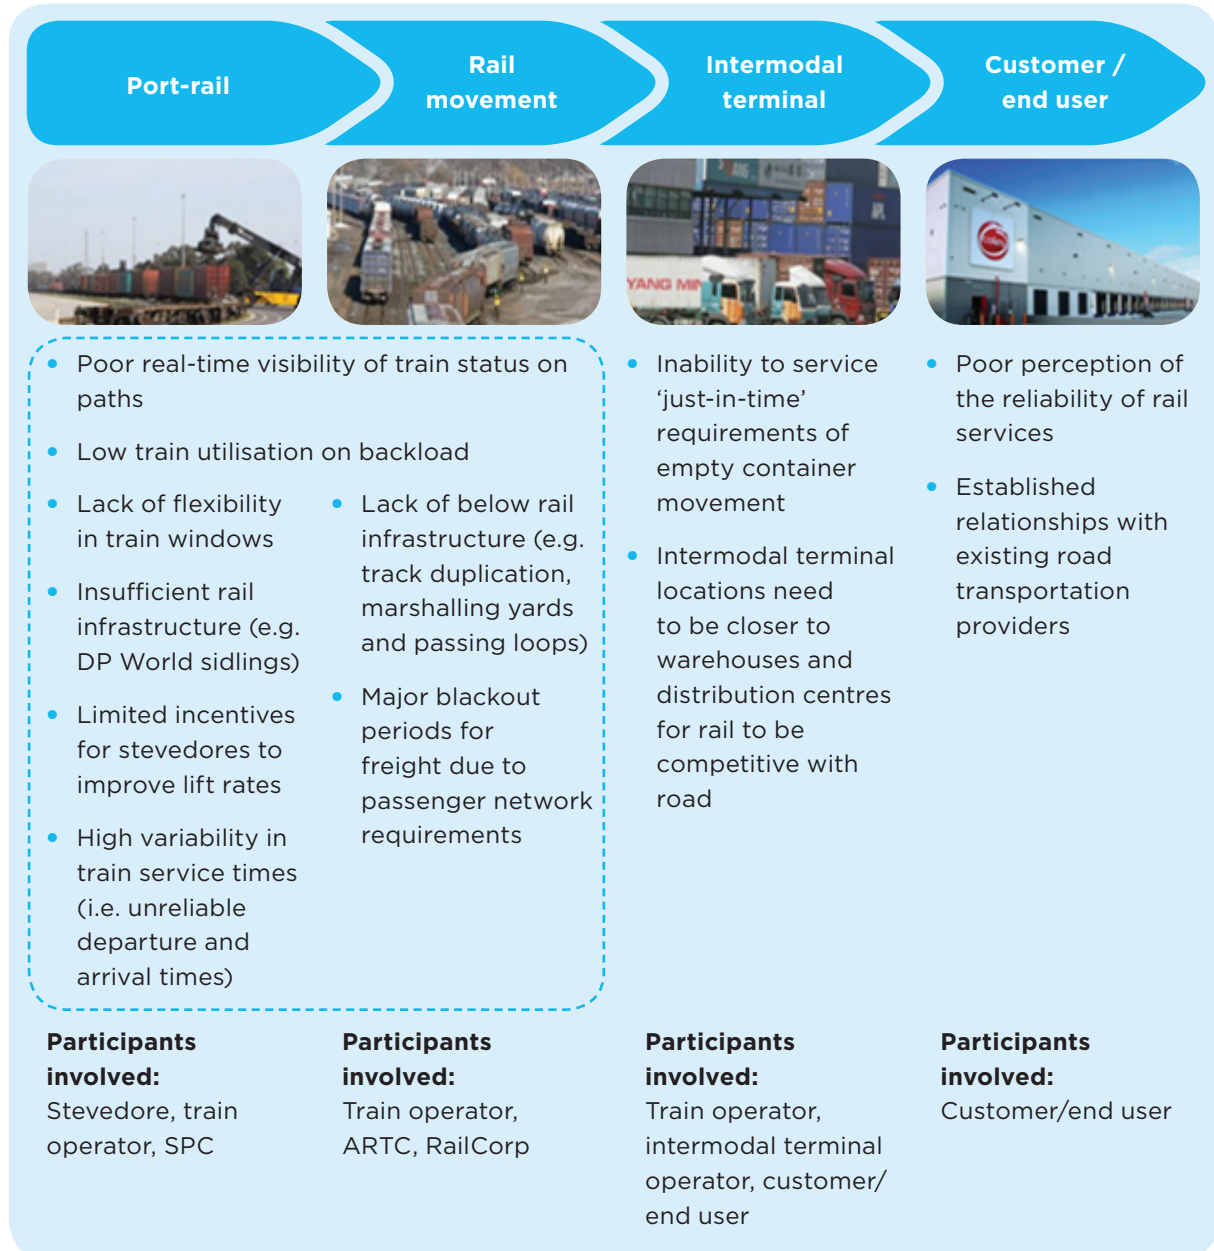 Port-rail
Rail
movement
Intermodal
terminal
Customer /
end user
YANG MIN
• Poor real-time visibility of train status on
paths
• Low train utilisation on backload
• Lack of flexibility
in train windows
• Insufficient rail
infrastructure (e.g.
DP World sidlings)
• Limited incentives
for stevedores to
improve lift rates
• High variability in
train service times
(i.e. unreliable
departure and
arrival times)
• Lack of below rail
infrastructure (e.g.
track duplication,
marshalling yards
and passing loops)
• Major blackout
periods for
freight due to
passenger network
requirements
• Inability to service
‘just-in-time’
requirements of
empty container
movement
• Intermodal terminal
locations need
to be closer to
warehouses and
distribution centres
for rail to be
competitive with
road
• Poor perception of
the reliability of rail
services
• Established
relationships with
existing road
transportation
providers
Participants
involved:
Stevedore, train
operator, SPC
Participants
involved:
Train operator,
ARTC, RailCorp
Participants
involved:
Train operator,
intermodal terminal
operator, customer/
end user
Participants
involved:
Customer/end user